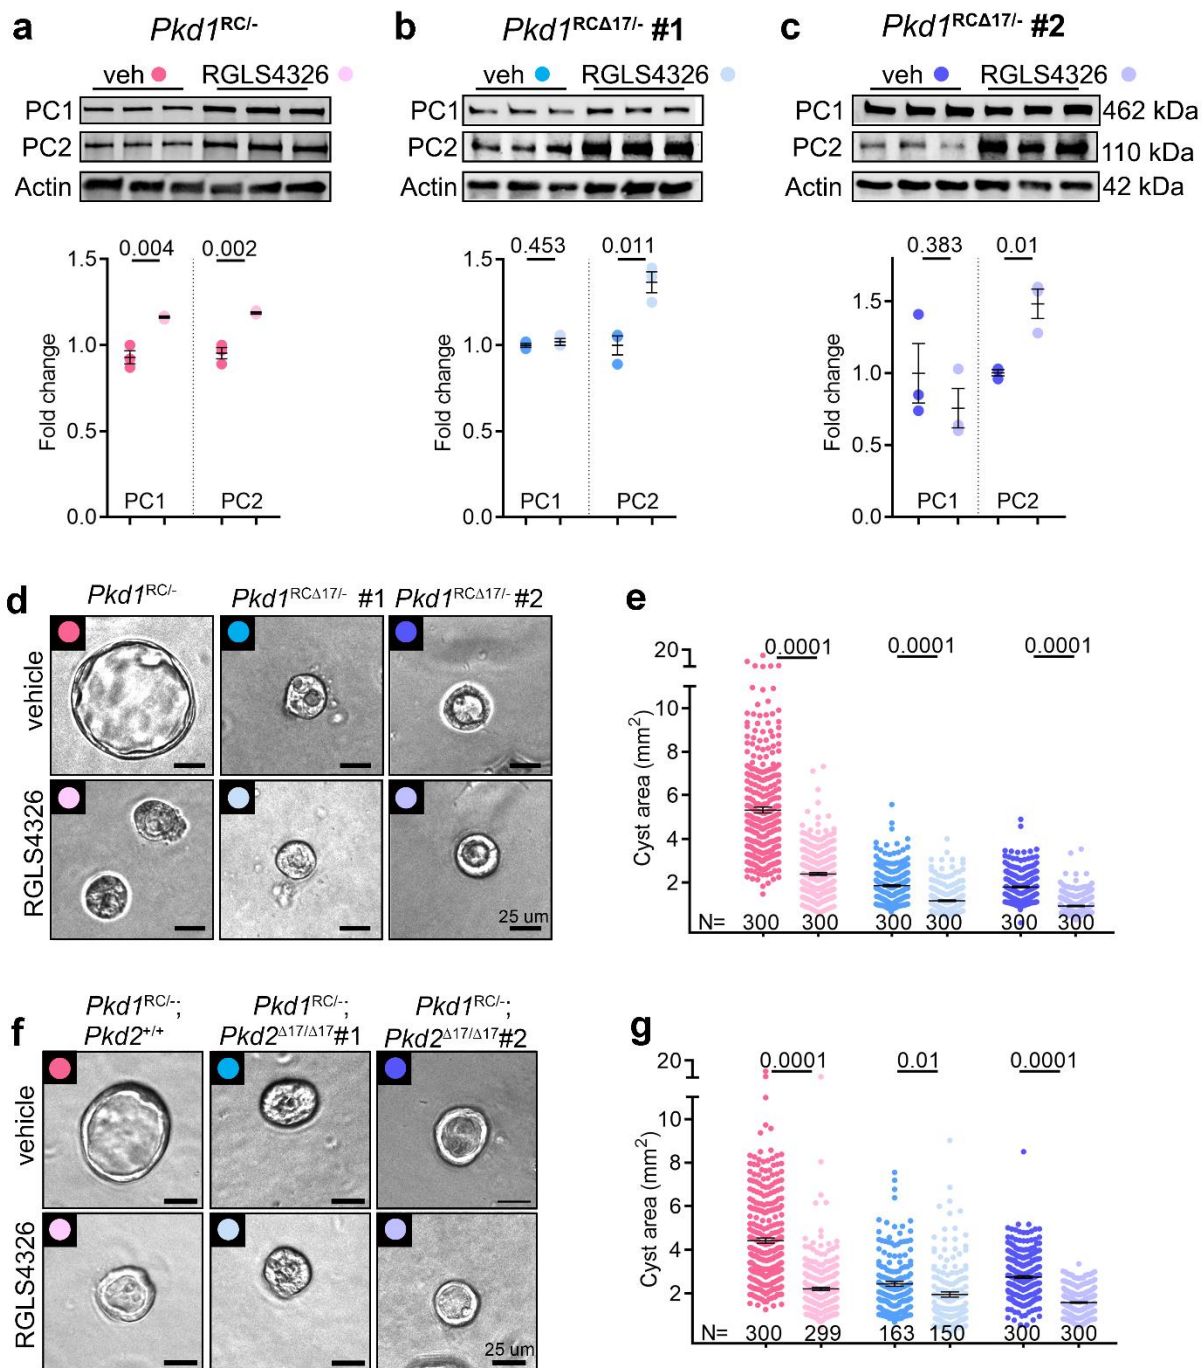 a b c
Pkd1RC/- Pkd1RCΔ17/- #1 Pkd1RCΔ17/- #2
veh RGLS4326 veh RGLS4326 veh RGLS4326
PC1 PC1 PC1 462 kDa
PC2 PC2 PC2 110 kDa
Actin Actin Actin 42 kDa
0.004 0.002 0.453 0.011 0.383 0.01
Fold change
1.5
1.0
0.5
0.0
PC1 PC2
Fold change
1.5
1.0
0.5
0.0
PC1 PC2
Fold change
1.5
1.0
0.5
0.0
PC1 PC2
d
Pkd1RC/- Pkd1RCΔ17/- #1 Pkd1RCΔ17/- #2
vehicle
RGLS4326
25 um
e
0.0001 0.0001 0.0001
Cyst area (mm2)
20
10
8
6
4
2
N= 300 300 300 300 300 300
f
Pkd1RC/-; Pkd1RC/-; Pkd1RC/-;
Pkd2+/+ Pkd2Δ17/Δ17#1 Pkd2Δ17/Δ17#2
vehicle
RGLS4326
25 um
g
0.0001 0.01 0.0001
Cyst area (mm2)
20
10
8
6
4
2
N= 300 299 163 150 300 300